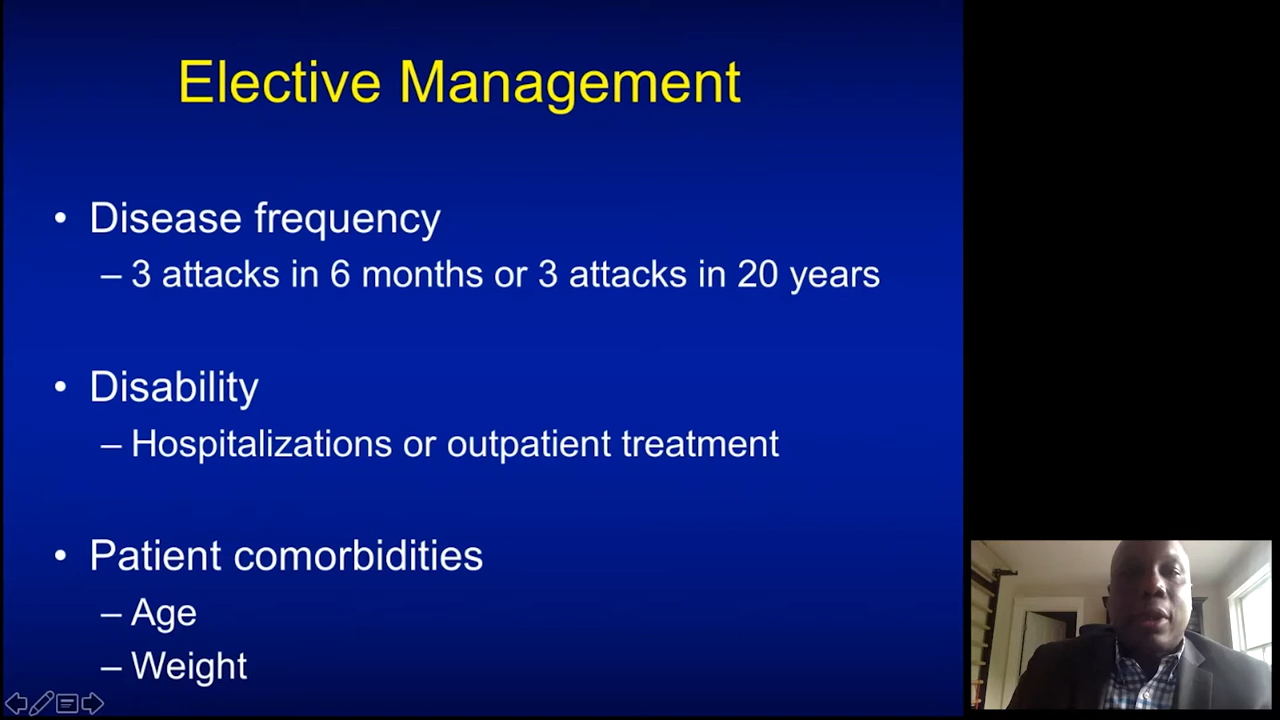 Elective Management
• Disease frequency
– 3 attacks in 6 months or 3 attacks in 20 years
• Disability
– Hospitalizations or outpatient treatment
• Patient comorbidities
– Age
– Weight